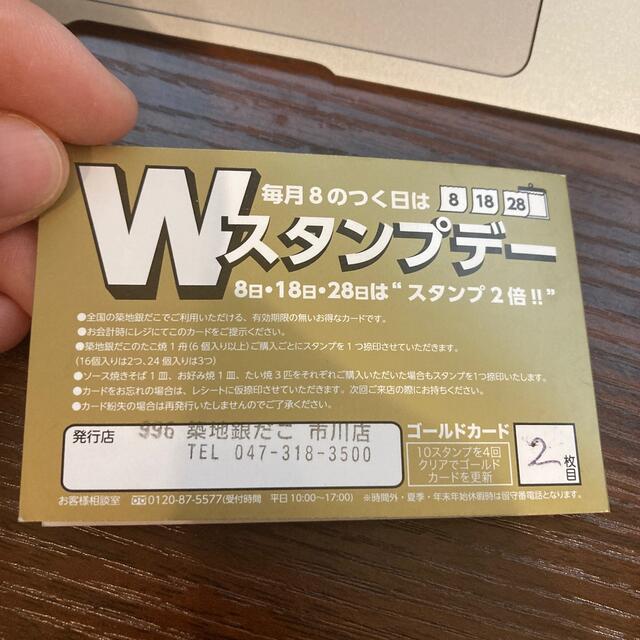 毎月8のつく日は 8 18 28
Wスタンプデー
8日・18日・28日は“スタンプ2倍!!”
●全国の築地銀だこでご利用いただける、有効期限の無いお得なカードです。
●お会計時にレジにてこのカードをご提示ください。
●築地銀だこのたこ焼1舟(6個入り以上)ご購入ごとにスタンプを1つ捺印させていただきます。
(16個入りは2つ、24個入りは3つ)
●ソース焼きそば1皿、お好み焼1皿、たい焼3匹をそれぞれご購入いただいた場合もスタンプを1つ捺印いたします。
●カードをお忘れの場合は、レシートに仮捺印させていただきます。次回ご来店の際にお持ちください。
●カード紛失の場合は再発行いたしませんのでご了承ください。
発行店
996 築地銀だこ 市川店
TEL 047-318-3500
ゴールドカード
10スタンプを4回
クリアでゴールド
カードを更新
2枚目
お客様相談室 0120-87-5577(受付時間 平日10:00~17:00) ※時間外・夏季・年末年始休暇時は留守番電話となります。